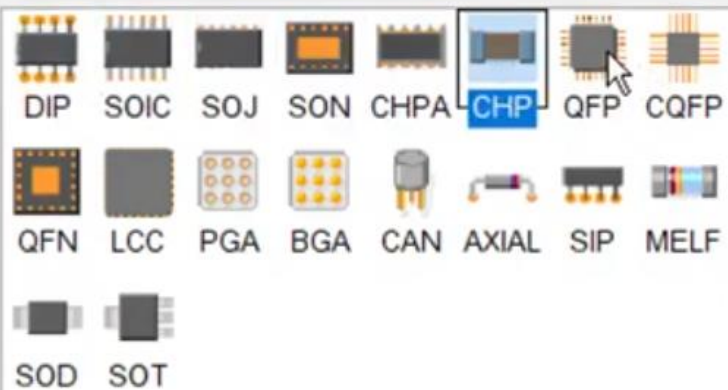 DIP SOIC SOJ SON CHPA CHP QFP CQFP
QFN LCC PGA BGA CAN AXIAL SIP MELF
SOD SOT